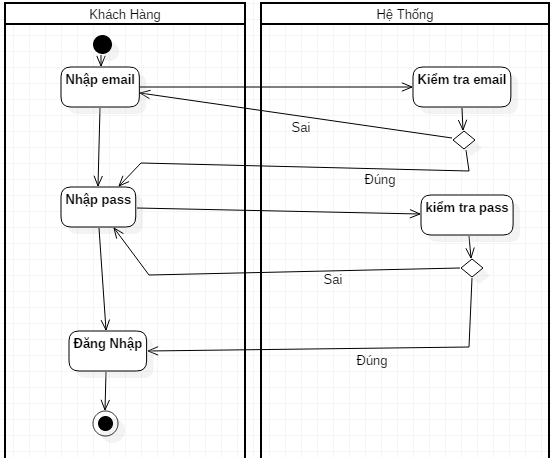 Khách Hàng
Hệ Thống
Nhập email
Kiểm tra email
Sai
Đúng
Nhập pass
kiểm tra pass
Sai
Đăng Nhập
Đúng